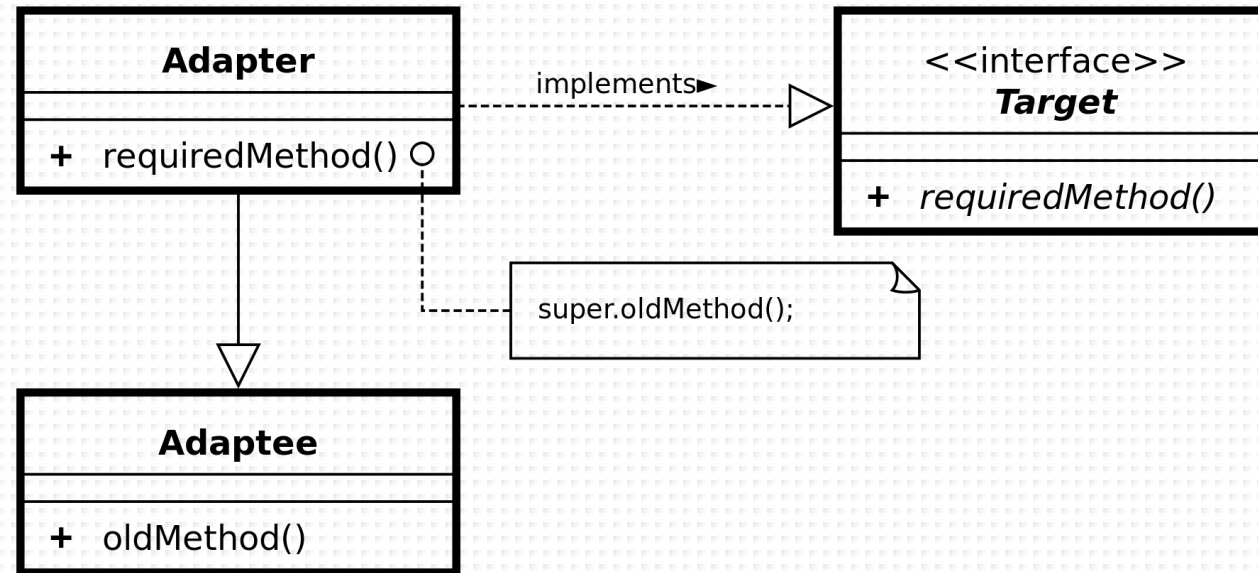 Adapter
+ requiredMethod()
implements►
<<interface>>
Target
+ requiredMethod()
super.oldMethod();
Adaptee
+ oldMethod()